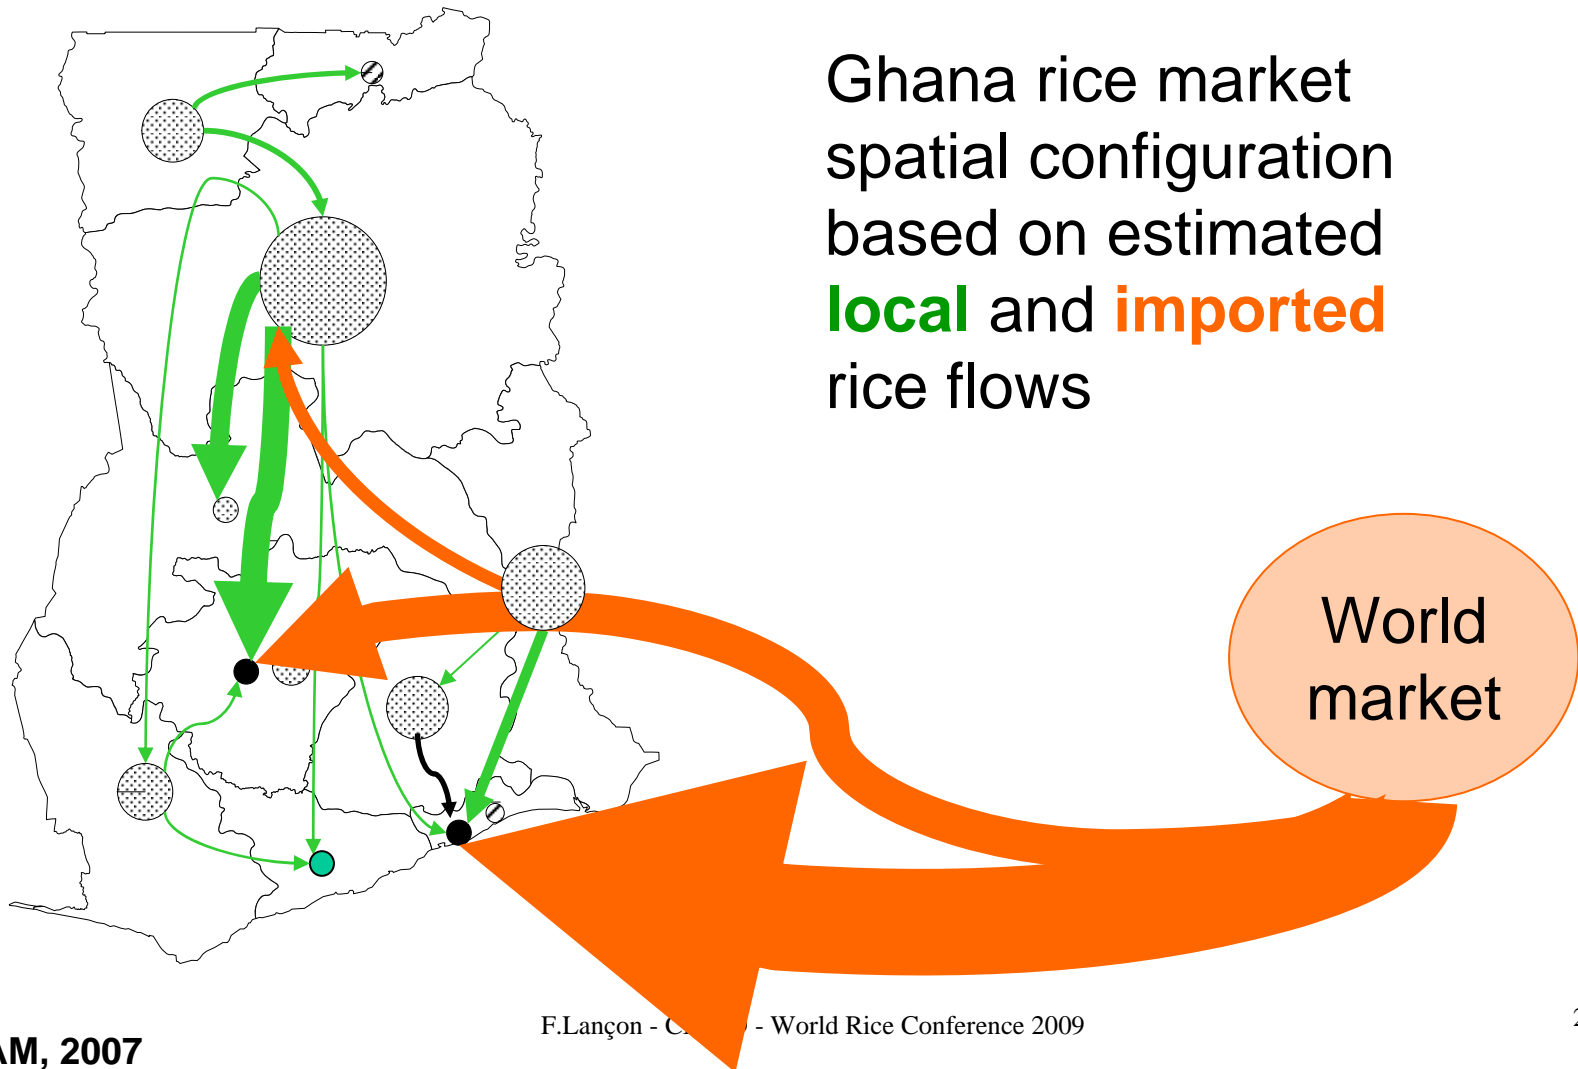 Ghana rice market
spatial configuration
based on estimated
local and imported
rice flows
World
market
F.Lançon - - World Rice Conference 2009
2007